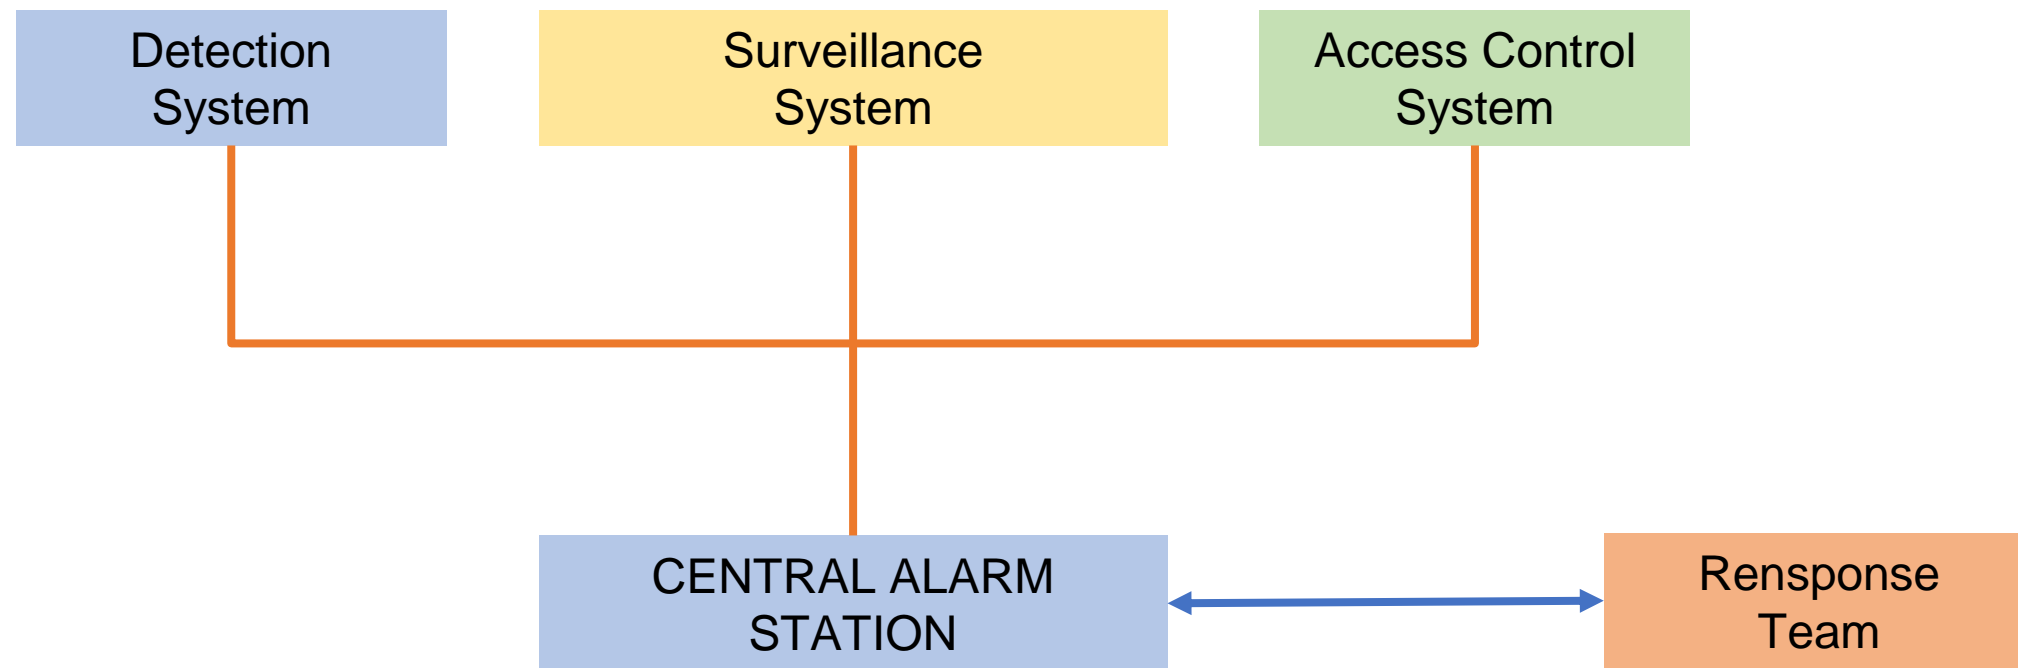 Detection
System
Surveillance
System
Access Control
System
CENTRAL ALARM
STATION
Rensponse
Team